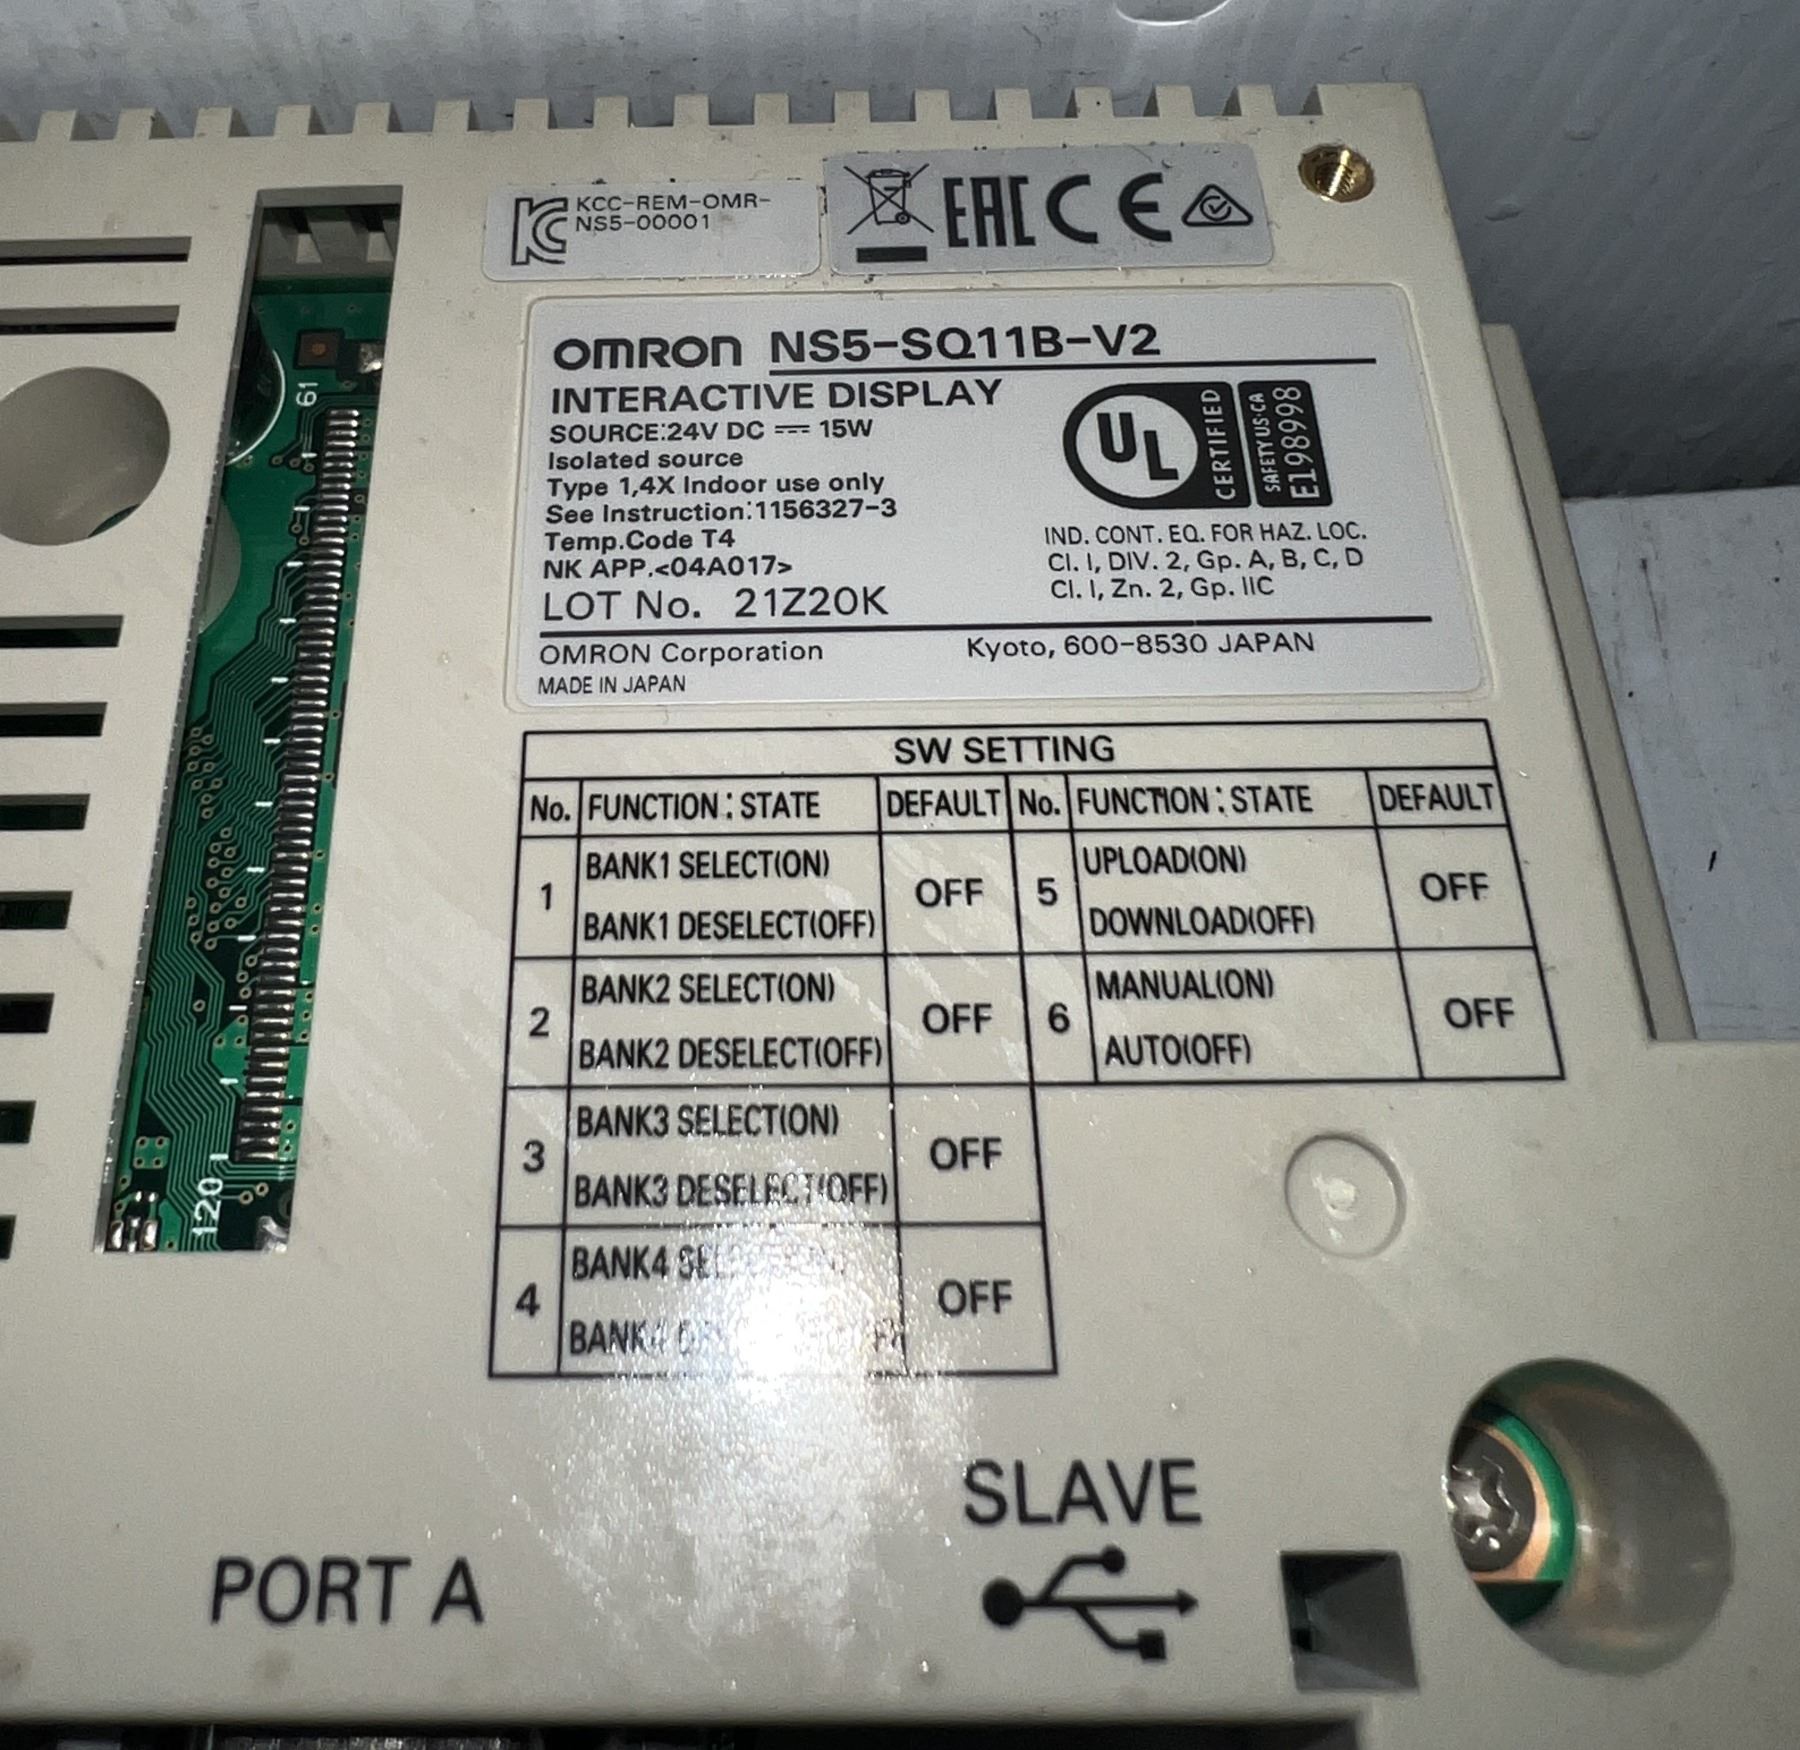 KCC-REM-OMR-
NS5-00001
EAC CE
OMRON NS5-SQ11B-V2
INTERACTIVE DISPLAY
SOURCE:24V DC ⎓ 15W
Isolated source
Type 1,4X Indoor use only
See Instruction:1156327-3
Temp.Code T4
NK APP.<04A017>
LOT No. 21Z20K
UL CERTIFIED
SAFETY US-CA
E198998
IND. CONT. EQ. FOR HAZ. LOC.
Cl. I, DIV. 2, Gp. A, B, C, D
Cl. I, Zn. 2, Gp. IIC
OMRON Corporation Kyoto, 600-8530 JAPAN
MADE IN JAPAN
61
120
SW SETTING
No. FUNCTION : STATE DEFAULT No. FUNCTION : STATE DEFAULT
1 BANK1 SELECT(ON) OFF 5 UPLOAD(ON) OFF
BANK1 DESELECT(OFF) DOWNLOAD(OFF)
2 BANK2 SELECT(ON) OFF 6 MANUAL(ON) OFF
BANK2 DESELECT(OFF) AUTO(OFF)
3 BANK3 SELECT(ON) OFF
BANK3 DESELECT(OFF)
4 BANK4 OFF
BANK4
SLAVE
PORT A